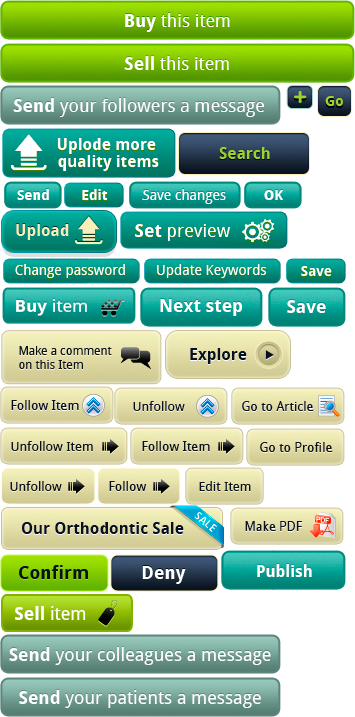 Buy this item
Sell this item
Send your followers a message
+ Go
Uplode more
quality items
Search
Send Edit Save changes OK
Upload Set preview
Change password Update Keywords Save
Buy item Next step Save
Make a comment
on this Item
Explore
Follow Item Unfollow Go to Article
Unfollow Item Follow Item Go to Profile
Unfollow Follow Edit Item
Our Orthodontic Sale SALE Make PDF PDF
Confirm Deny Publish
Sell item
Send your colleagues a message
Send your patients a message